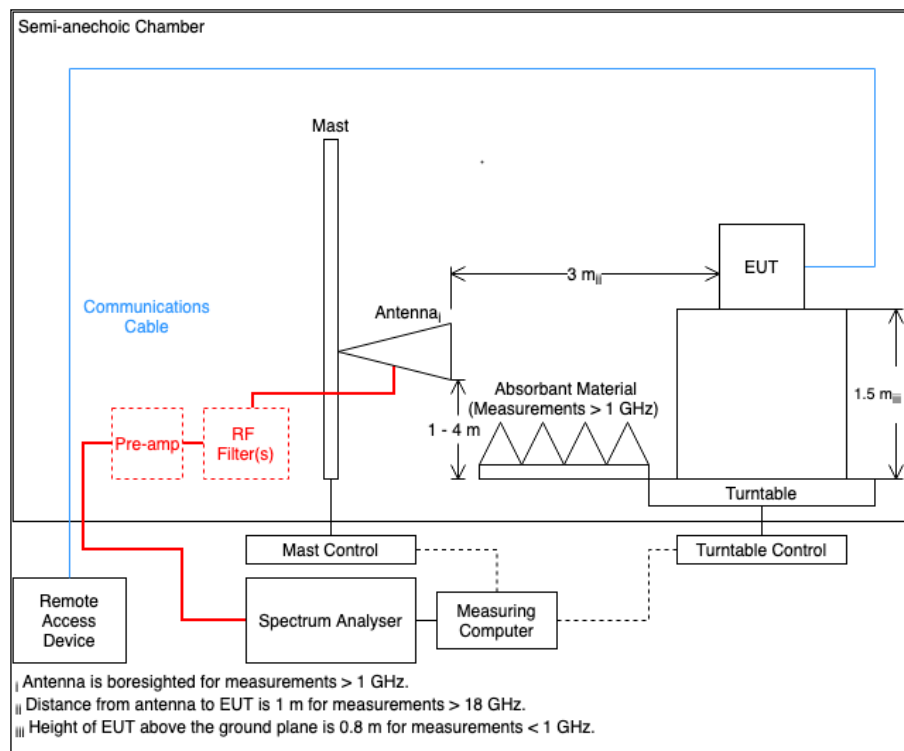 Semi-anechoic Chamber
Mast
EUT
3 mii
Communications
Cable
Antennai
Absorbant Material
(Measurements > 1 GHz)
1.5 miii
1 - 4 m
Pre-amp
RF
Filter(s)
Turntable
Mast Control
Turntable Control
Remote
Access
Device
Spectrum Analyser
Measuring
Computer
i Antenna is boresighted for measurements > 1 GHz.
ii Distance from antenna to EUT is 1 m for measurements > 18 GHz.
iii Height of EUT above the ground plane is 0.8 m for measurements < 1 GHz.